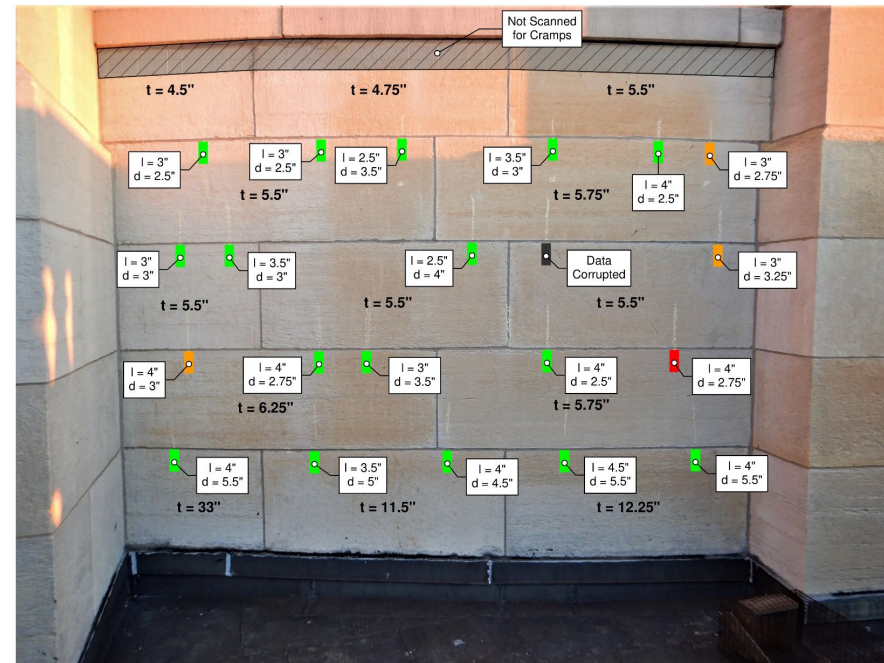 Not Scanned
for Cramps
t = 4.5"
t = 4.75"
t = 5.5"
l = 3"
d = 2.5"
l = 3"
d = 2.5"
l = 2.5"
d = 3.5"
l = 3.5"
d = 3"
l = 4"
d = 2.5"
l = 3"
d = 2.75"
t = 5.5"
t = 5.75"
l = 3"
d = 3"
l = 3.5"
d = 3"
l = 2.5"
d = 4"
Data
Corrupted
l = 3"
d = 3.25"
t = 5.5"
t = 5.5"
t = 5.5"
l = 4"
d = 3"
l = 4"
d = 2.75"
l = 3"
d = 3.5"
l = 4"
d = 2.5"
l = 4"
d = 2.75"
t = 6.25"
t = 5.75"
l = 4"
d = 5.5"
l = 3.5"
d = 5"
l = 4"
d = 4.5"
l = 4.5"
d = 5.5"
l = 4"
d = 5.5"
t = 33"
t = 11.5"
t = 12.25"